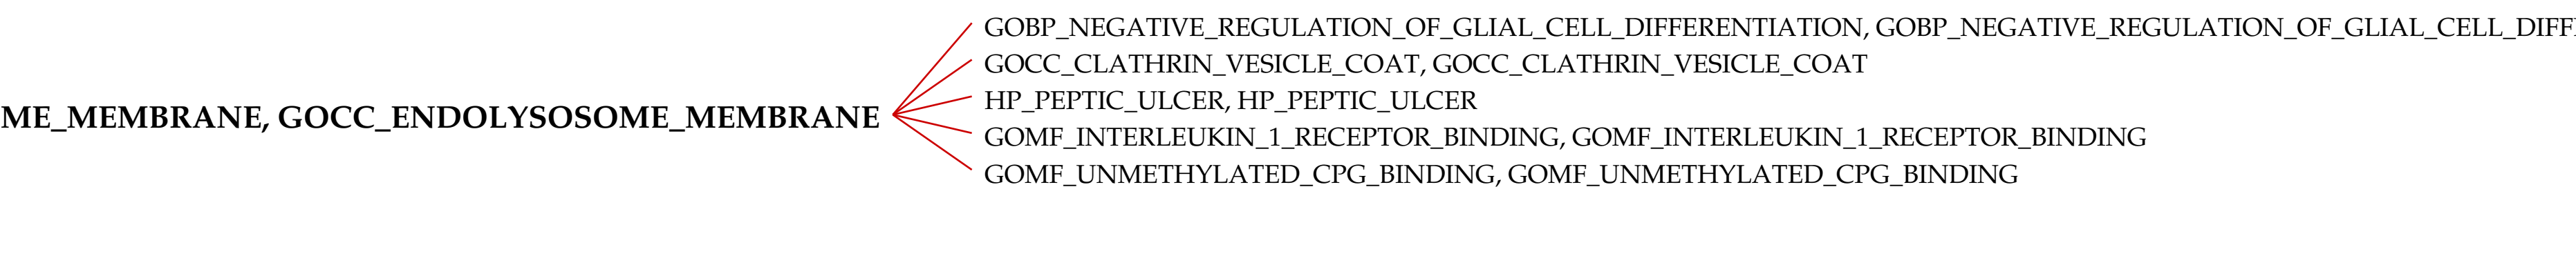 GOBP_NEGATIVE_REGULATION_OF_GLIAL_CELL_DIFFERENTIATION, GOBP_NEGATIVE_REGULATION_OF_GLIAL_CELL_DIFF
GOCC_CLATHRIN_VESICLE_COAT, GOCC_CLATHRIN_VESICLE_COAT
HP_PEPTIC_ULCER, HP_PEPTIC_ULCER
ME_MEMBRANE, GOCC_ENDOLYSOSOME_MEMBRANE
GOMF_INTERLEUKIN_1_RECEPTOR_BINDING, GOMF_INTERLEUKIN_1_RECEPTOR_BINDING
GOMF_UNMETHYLATED_CPG_BINDING, GOMF_UNMETHYLATED_CPG_BINDING